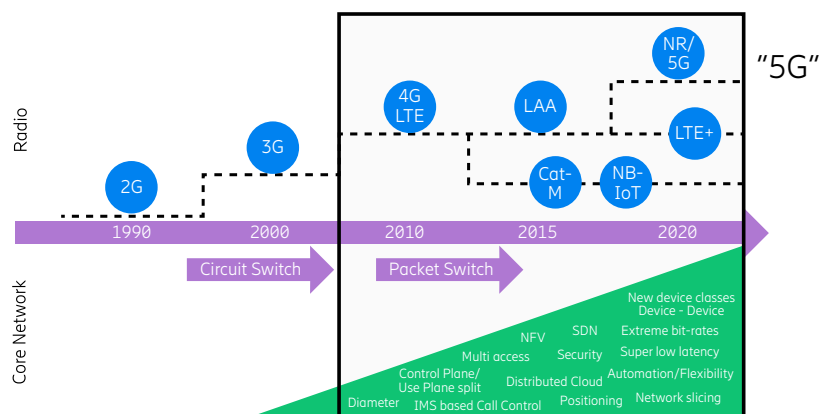 NR/
5G
"5G"
4G
LTE
LAA
LTE+
3G
Cat-
M
NB-
IoT
2G
Radio
1990
2000
2010
2015
2020
Circuit Switch
Packet Switch
Core Network
New device classes
Device - Device
NFV
SDN
Extreme bit-rates
Multi access
Security
Super low latency
Control Plane/
Use Plane split
Distributed Cloud
Automation/Flexibility
Diameter
IMS based Call Control
Positioning
Network slicing